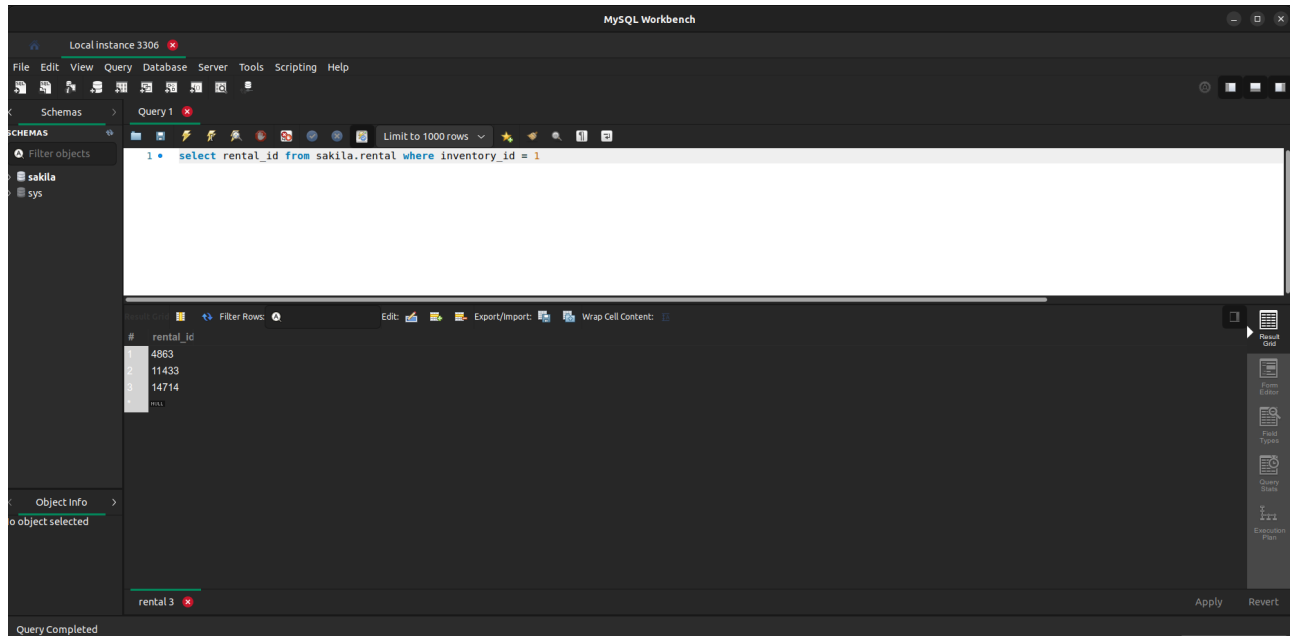 MySQL Workbench
Local instance 3306
File Edit View Query Database Server Tools Scripting Help
Schemas
Query 1
SCHEMAS
Limit to 1000 rows
Filter objects
1 select rental_id from sakila.rental where inventory_id = 1
sakila
sys
Result Grid Filter Rows: Edit: Export/Import: Wrap Cell Content:
# rental_id
1 4863
2 11433
3 14714
* NULL
Result
Grid
Form
Editor
Field
Types
Query
Stats
Execution
Plan
Object Info
No object selected
rental 3
Apply Revert
Query Completed